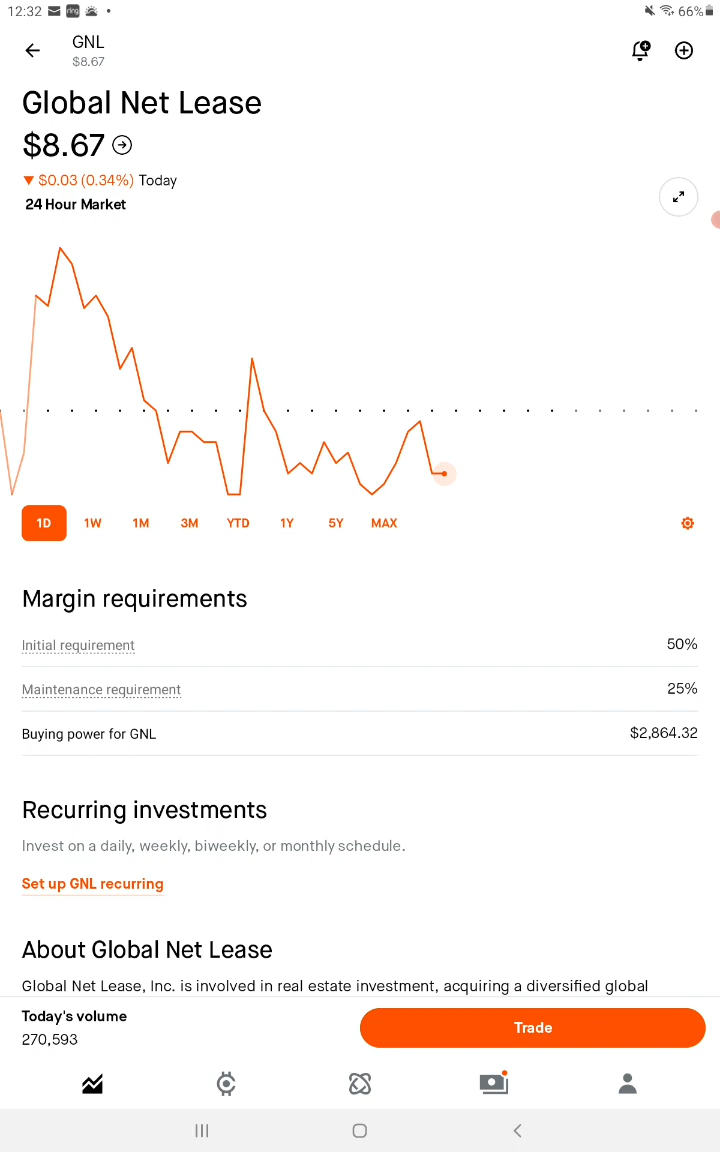 12:32
ring
66%
GNL
$8.67
Global Net Lease
$8.67
▼ $0.03 (0.34%) Today
24 Hour Market
1D 1W 1M 3M YTD 1Y 5Y MAX
Margin requirements
Initial requirement 50%
Maintenance requirement 25%
Buying power for GNL $2,864.32
Recurring investments
Invest on a daily, weekly, biweekly, or monthly schedule.
Set up GNL recurring
About Global Net Lease
Global Net Lease, Inc. is involved in real estate investment, acquiring a diversified global
Today's volume
270,593
Trade